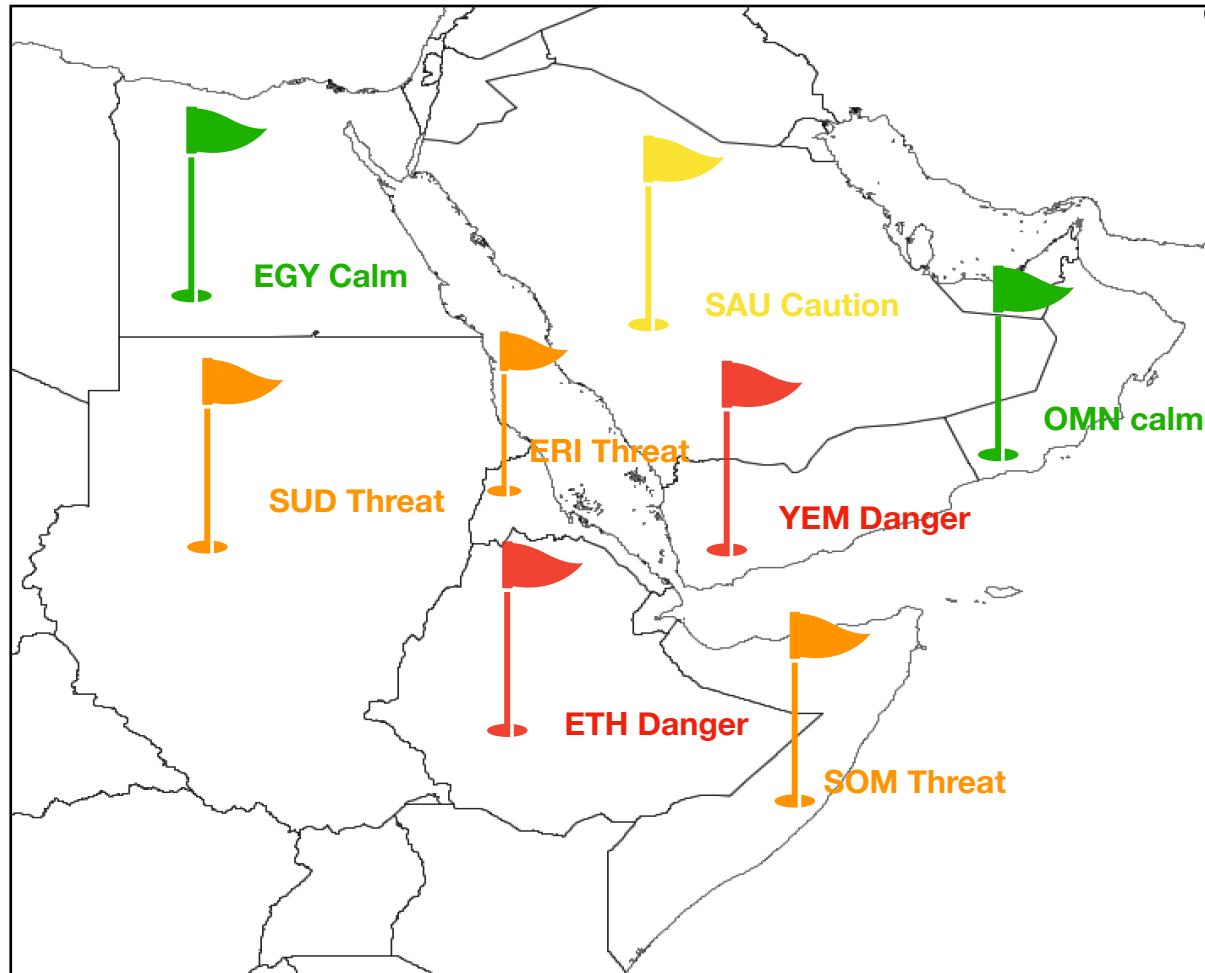 EGY Calm
SAU Caution
OMN calm
ERI Threat
SUD Threat
YEM Danger
ETH Danger
SOM Threat